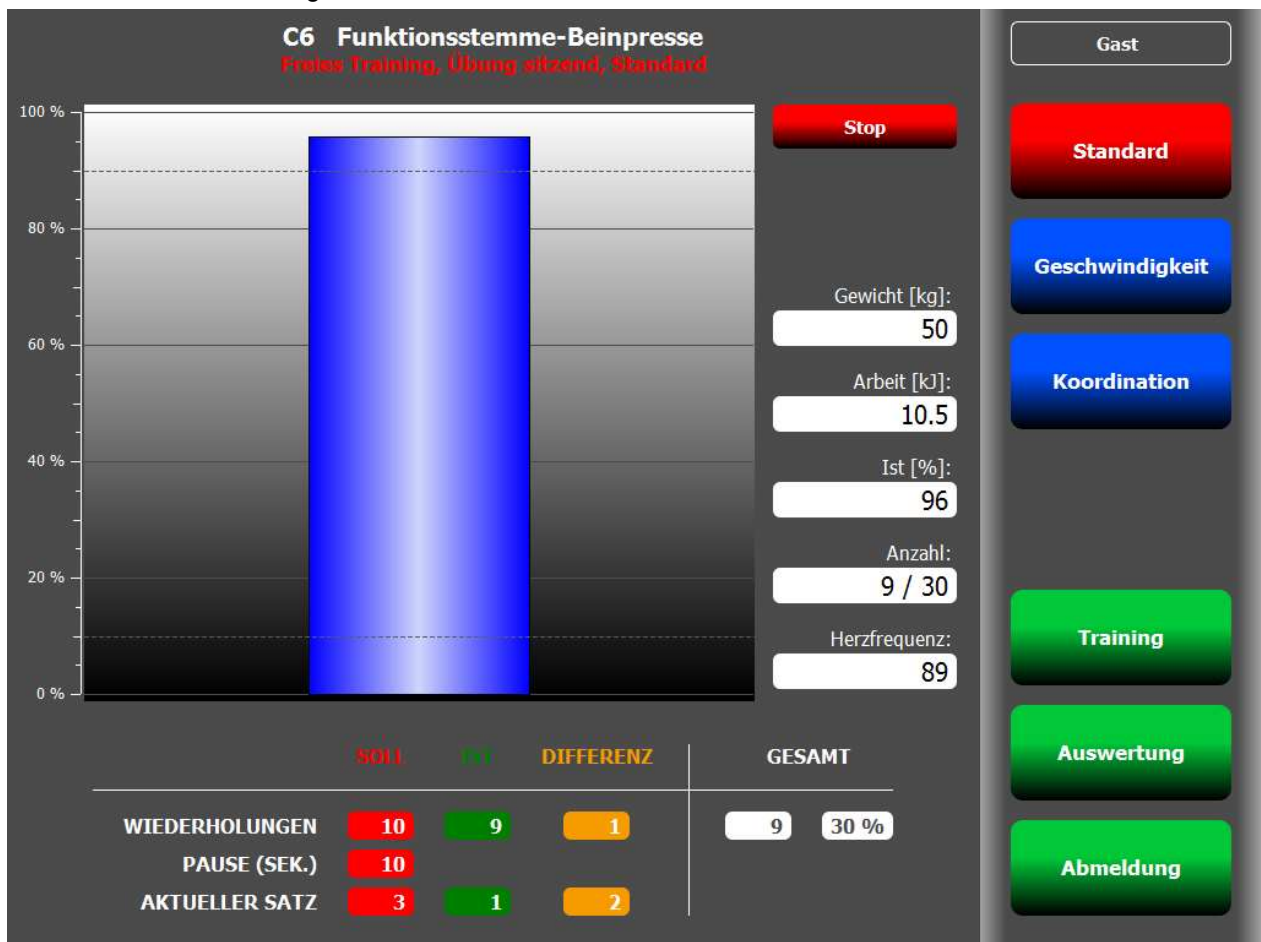 C6 Funktionsstemme-Beinpresse
Freies Training, Übung sitzend, Standard
Gast
100 %
80 %
60 %
40 %
20 %
0 %
Stop
Gewicht [kg]:
50
Arbeit [kJ]:
10.5
Ist [%]:
96
Anzahl:
9 / 30
Herzfrequenz:
89
Standard
Geschwindigkeit
Koordination
Training
Auswertung
Abmeldung
SOLL IST DIFFERENZ GESAMT
WIEDERHOLUNGEN 10 9 1 9 30 %
PAUSE (SEK.) 10
AKTUELLER SATZ 3 1 2